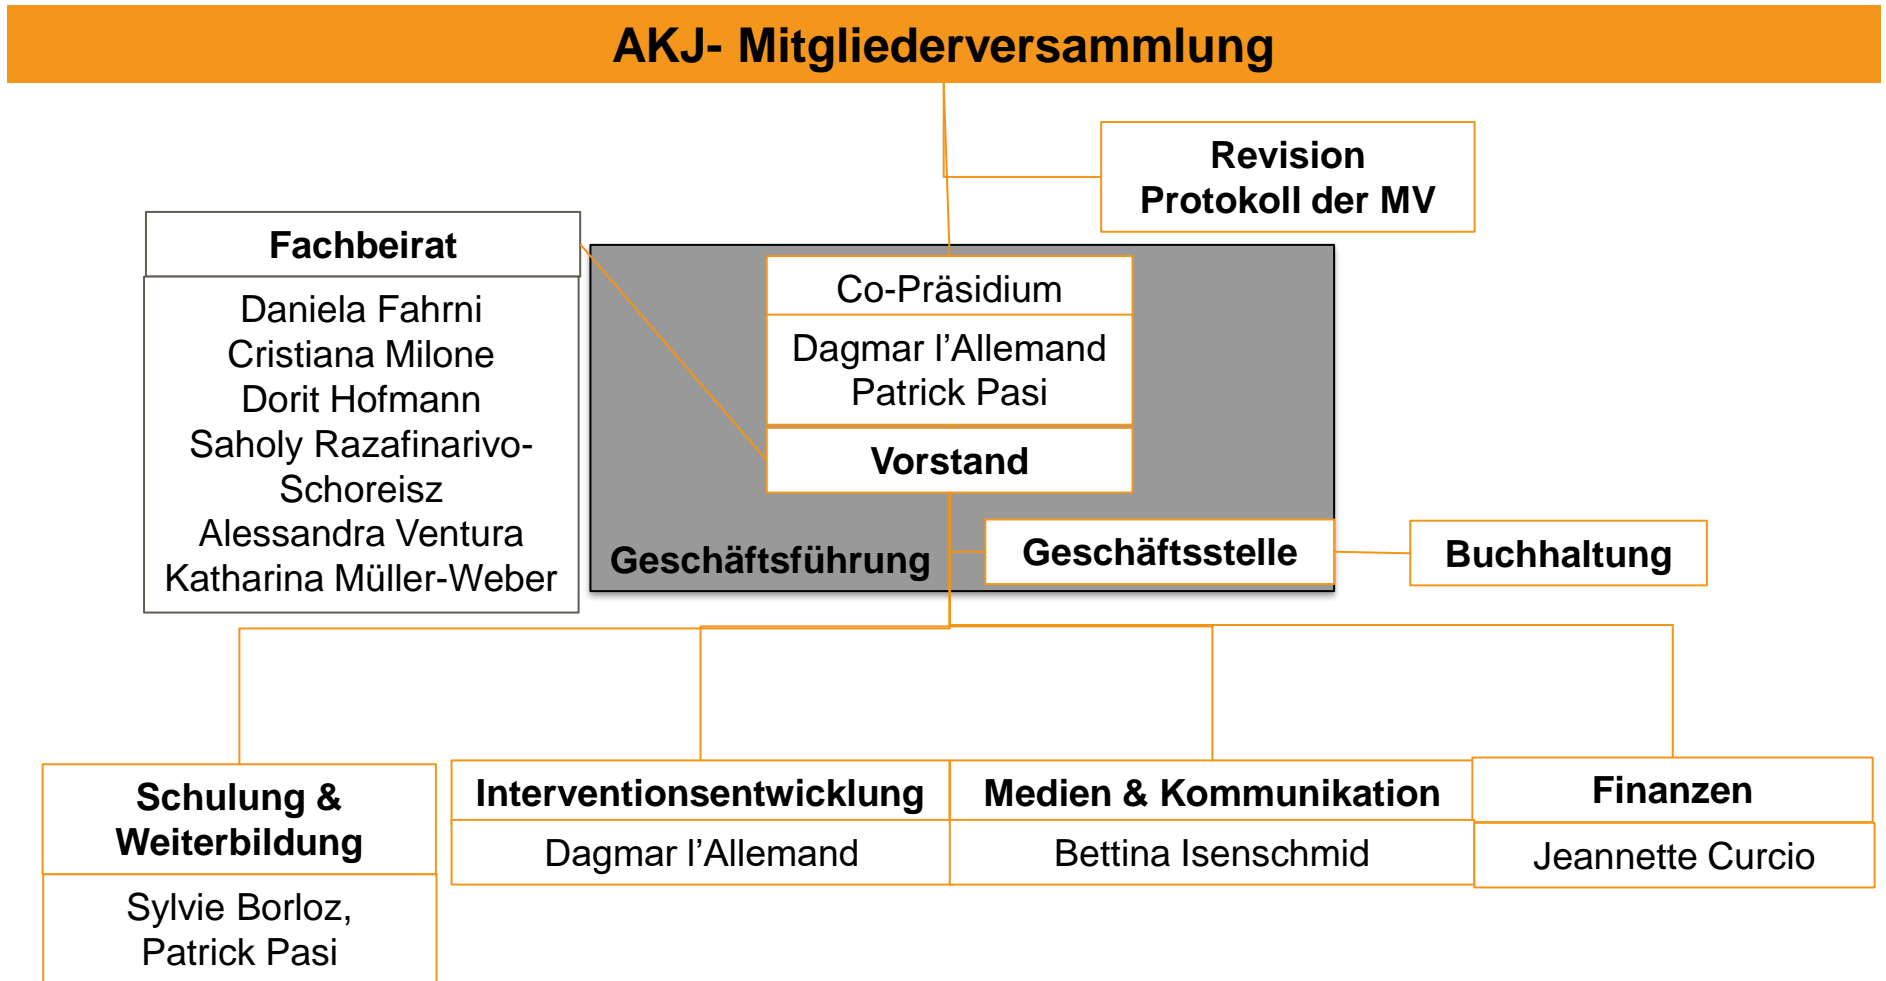 AKJ- Mitgliederversammlung
Revision
Protokoll der MV
Fachbeirat
Daniela Fahrni
Cristiana Milone
Dorit Hofmann
Saholy Razafinarivo-
Schoreisz
Alessandra Ventura
Katharina Müller-Weber
Co-Präsidium
Dagmar l’Allemand
Patrick Pasi
Vorstand
Geschäftsführung
Geschäftsstelle
Buchhaltung
Schulung &
Weiterbildung
Sylvie Borloz,
Patrick Pasi
Interventionsentwicklung
Dagmar l’Allemand
Medien & Kommunikation
Bettina Isenschmid
Finanzen
Jeannette Curcio